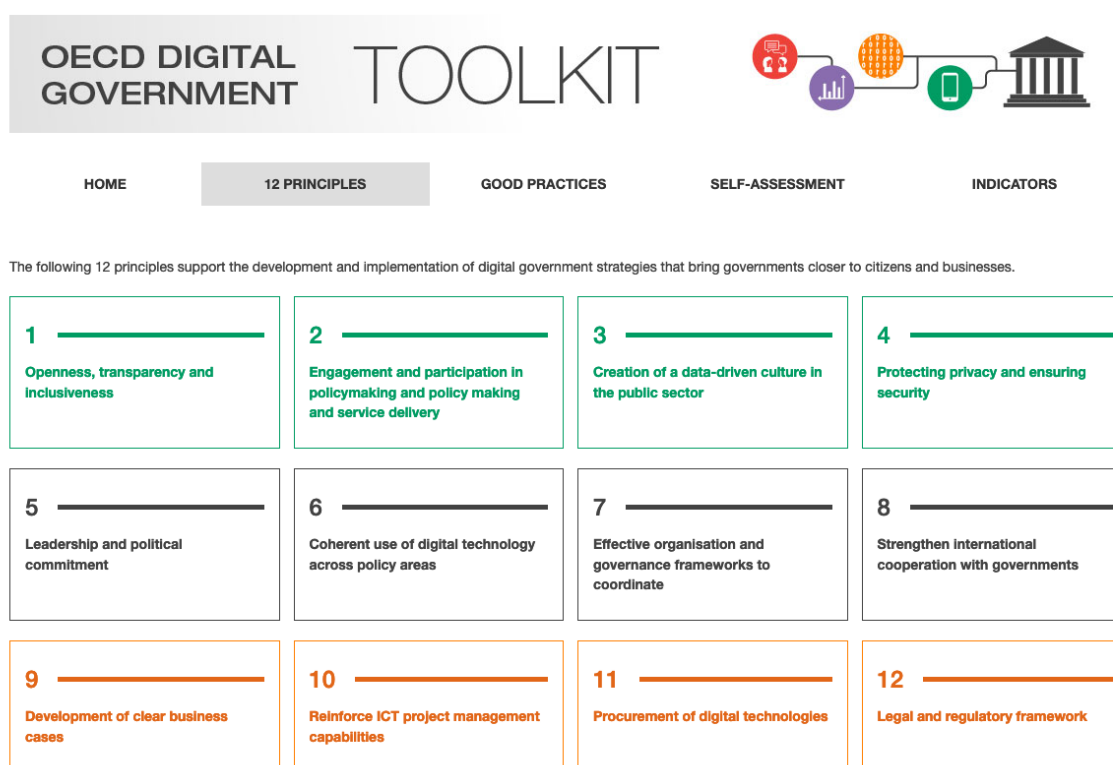 OECD DIGITAL
GOVERNMENT
TOOLKIT
HOME
12 PRINCIPLES
GOOD PRACTICES
SELF-ASSESSMENT
INDICATORS
The following 12 principles support the development and implementation of digital government strategies that bring governments closer to citizens and businesses.
1
Openness, transparency and
inclusiveness
2
Engagement and participation in
policymaking and policy making
and service delivery
3
Creation of a data-driven culture in
the public sector
4
Protecting privacy and ensuring
security
5
Leadership and political
commitment
6
Coherent use of digital technology
across policy areas
7
Effective organisation and
governance frameworks to
coordinate
8
Strengthen international
cooperation with governments
9
Development of clear business
cases
10
Reinforce ICT project management
capabilities
11
Procurement of digital technologies
12
Legal and regulatory framework